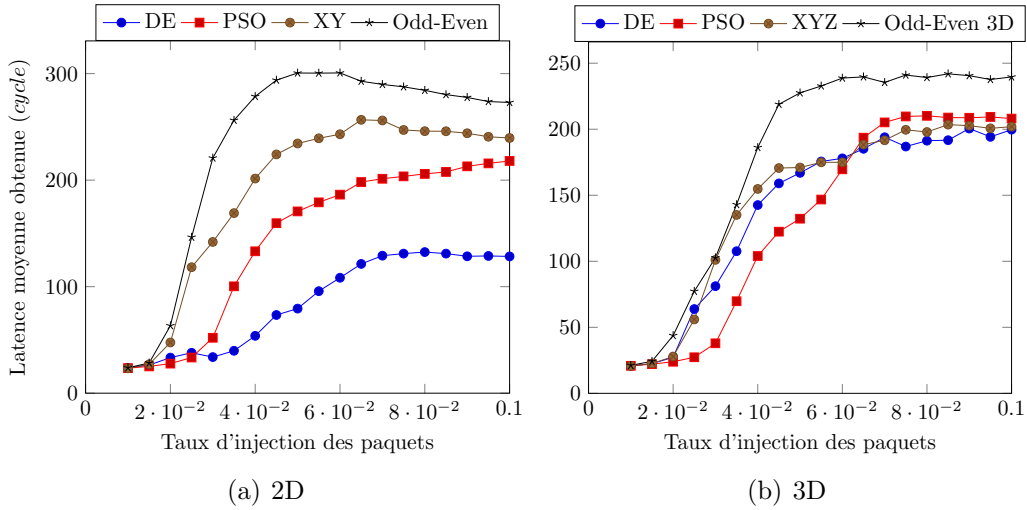 DE PSO XY Odd-Even
DE PSO XYZ Odd-Even 3D
Latence moyenne obtenue (cycle)
300
200
100
0
0 2 · 10⁻² 4 · 10⁻² 6 · 10⁻² 8 · 10⁻² 0.1
Taux d'injection des paquets
(a) 2D
250
200
150
100
50
0
0 2 · 10⁻² 4 · 10⁻² 6 · 10⁻² 8 · 10⁻² 0.1
Taux d'injection des paquets
(b) 3D